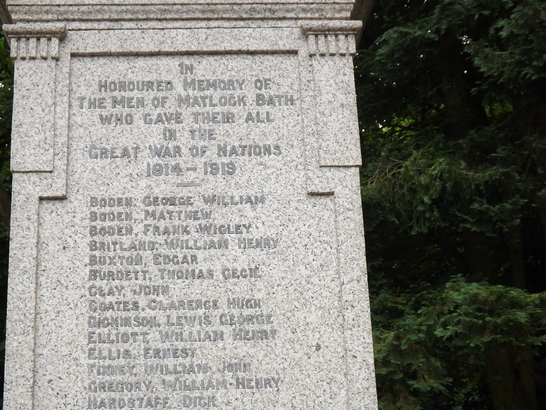 IN
HONOURED MEMORY OF
THE MEN OF MATLOCK BATH
WHO GAVE THEIR ALL
IN THE
GREAT WAR OF NATIONS
1914-1919
BODEN, GEORGE WILLIAM
BODEN, MATTHEW
BODEN, FRANK WIGLEY
BRITLAND, WILLIAM HENRY
BUXTON, EDGAR
BURDETT, THOMAS CECIL
CLAY, JOHN
COATES, CLARENCE HUGH
DICKINSON, LEWIS GEORGE
ELLIOTT, WILLIAM HENRY
ELLIS, ERNEST
FINNEY, WILLIAM JOHN
GREGORY, WILLIAM-HENRY
HARDSTAFF, DICK